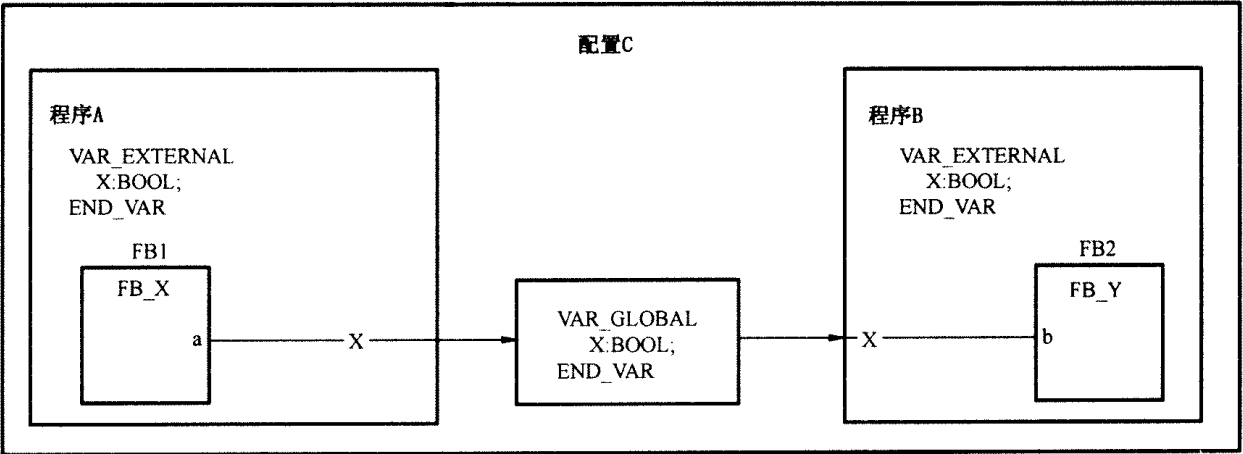 配置C
程序A
VAR_EXTERNAL
X:BOOL;
END_VAR
FB1
FB_X
a
X
VAR_GLOBAL
X:BOOL;
END_VAR
程序B
VAR_EXTERNAL
X:BOOL;
END_VAR
FB2
FB_Y
X
b